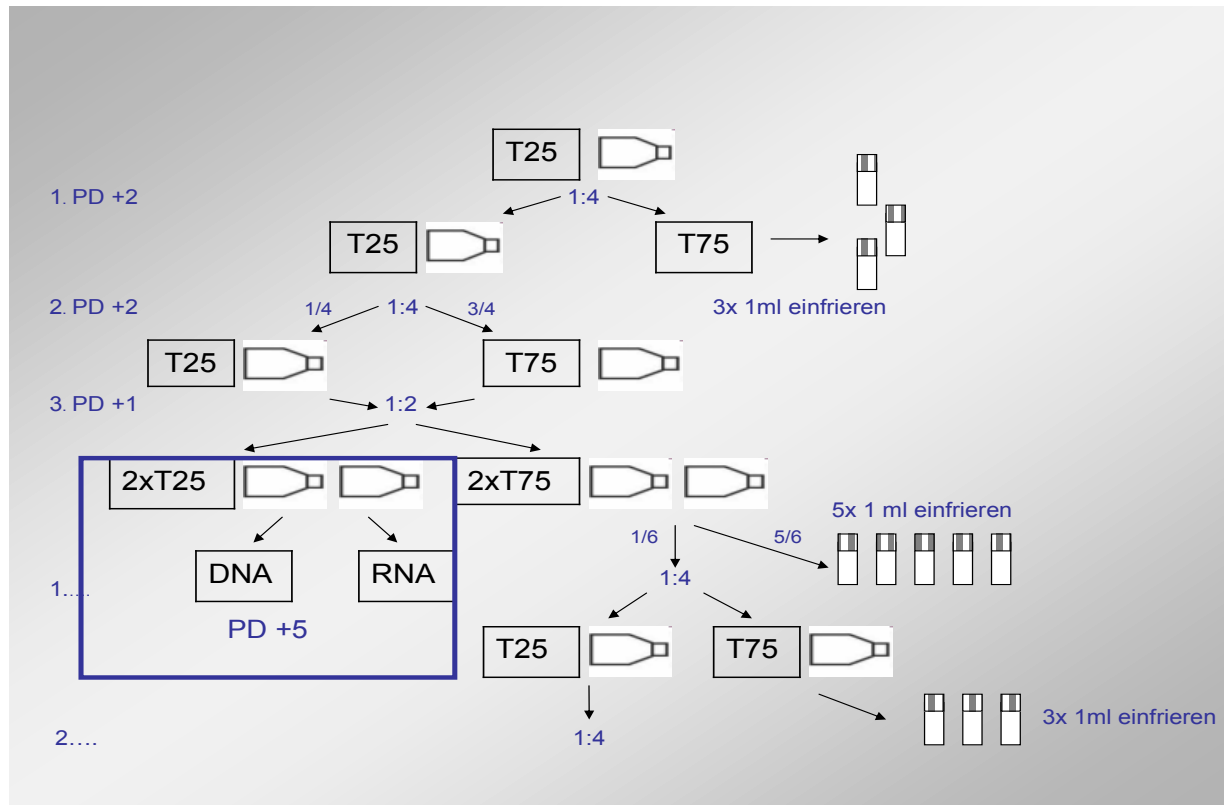 T25
1. PD +2
1:4
T25
T75
2. PD +2
1/4
1:4
3/4
3x 1ml einfrieren
T25
T75
3. PD +1
1:2
2xT25
2xT75
5x 1 ml einfrieren
1/6
5/6
DNA
RNA
1.....
1:4
PD +5
T25
T75
3x 1ml einfrieren
2....
1:4